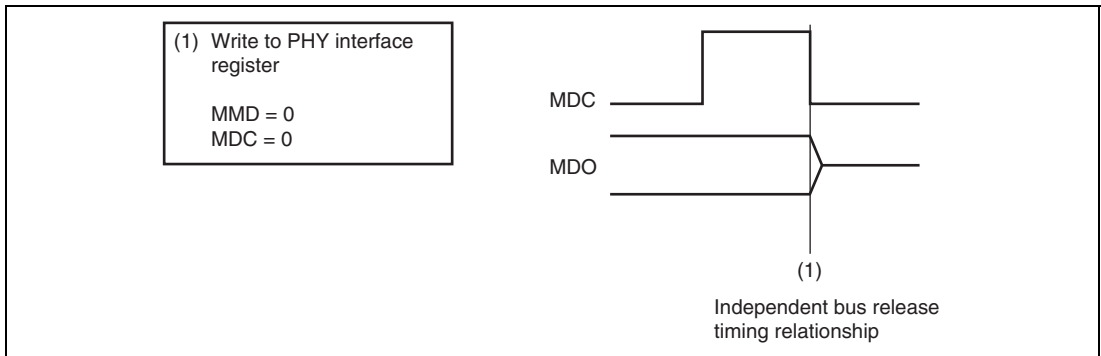 (1) Write to PHY interface
register
MMD = 0
MDC = 0
MDC
MDO
(1)
Independent bus release
timing relationship